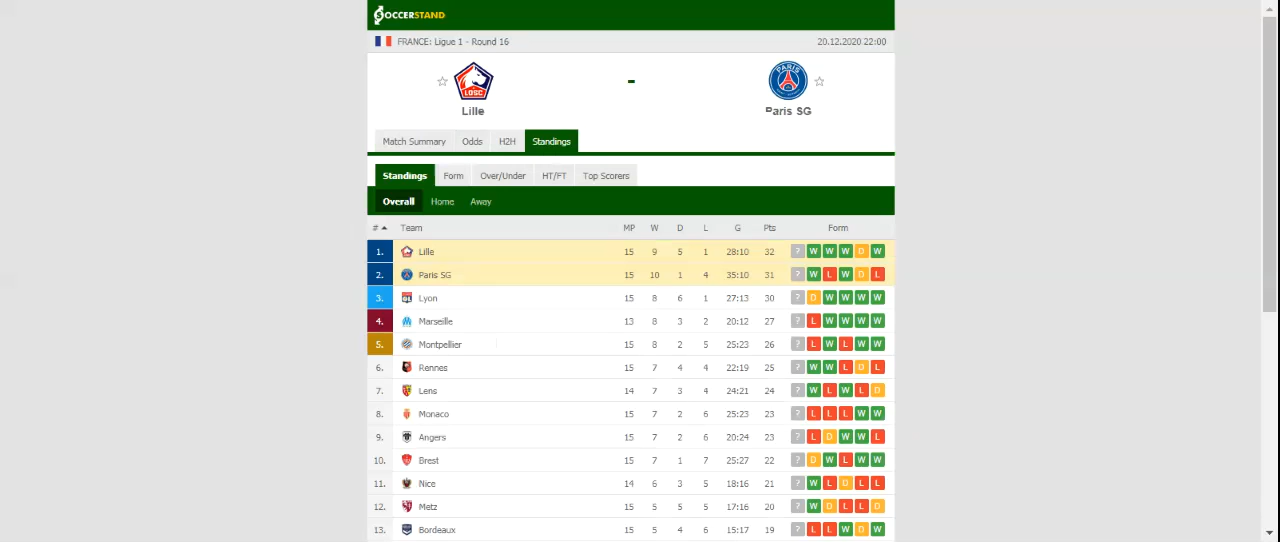 SOCCERSTAND
FRANCE: Ligue 1 - Round 16 20.12.2020 22:00
LOSC PARIS
-
Lille Paris SG
Match Summary Odds H2H Standings
Standings Form Over/Under HT/FT Top Scorers
Overall Home Away
# Team MP W D L G Pts Form
1. Lille 15 9 5 1 28:10 32 ? W W W D W
2. Paris SG 15 10 1 4 35:10 31 ? W L W D L
3. Lyon 15 8 6 1 27:13 30 ? D W W W W
4. Marseille 13 8 3 2 20:12 27 ? L W W W W
5. Montpellier 15 8 2 5 25:23 26 ? L W L W W
6. Rennes 15 7 4 4 22:19 25 ? W W L D L
7. Lens 14 7 3 4 24:21 24 ? W L W L D
8. Monaco 15 7 2 6 25:23 23 ? L L L W W
9. Angers 15 7 2 6 20:24 23 ? L D W W L
10. Brest 15 7 1 7 25:27 22 ? D W L W W
11. Nice 14 6 3 5 18:16 21 ? W L D L L
12. Metz 15 5 5 5 17:16 20 ? W D L L D
13. Bordeaux 15 5 4 6 15:17 19 ? L L W D W